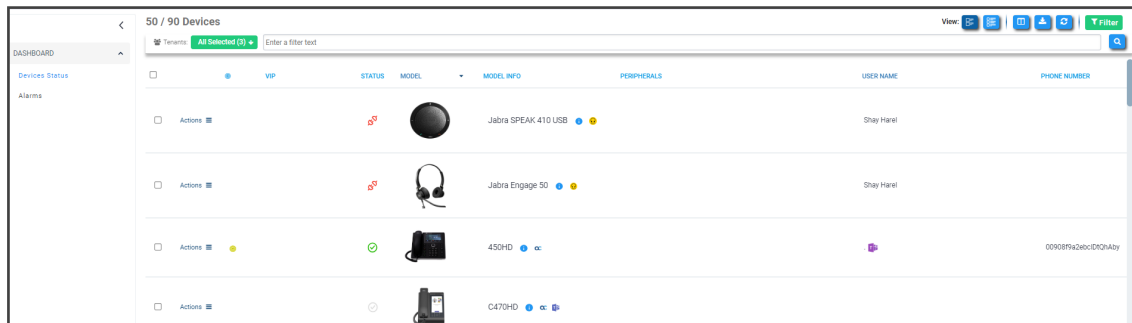 50 / 90 Devices
View:
Filter
Tenants: All Selected (3) Enter a filter text
DASHBOARD
Devices Status
Alarms
VIP STATUS MODEL MODEL INFO PERIPHERALS USER NAME PHONE NUMBER
Actions Jabra SPEAK 410 USB Shay Harel
Actions Jabra Engage 50 Shay Harel
Actions 450HD 00908f9a2ebcIDtQhAby
Actions C470HD